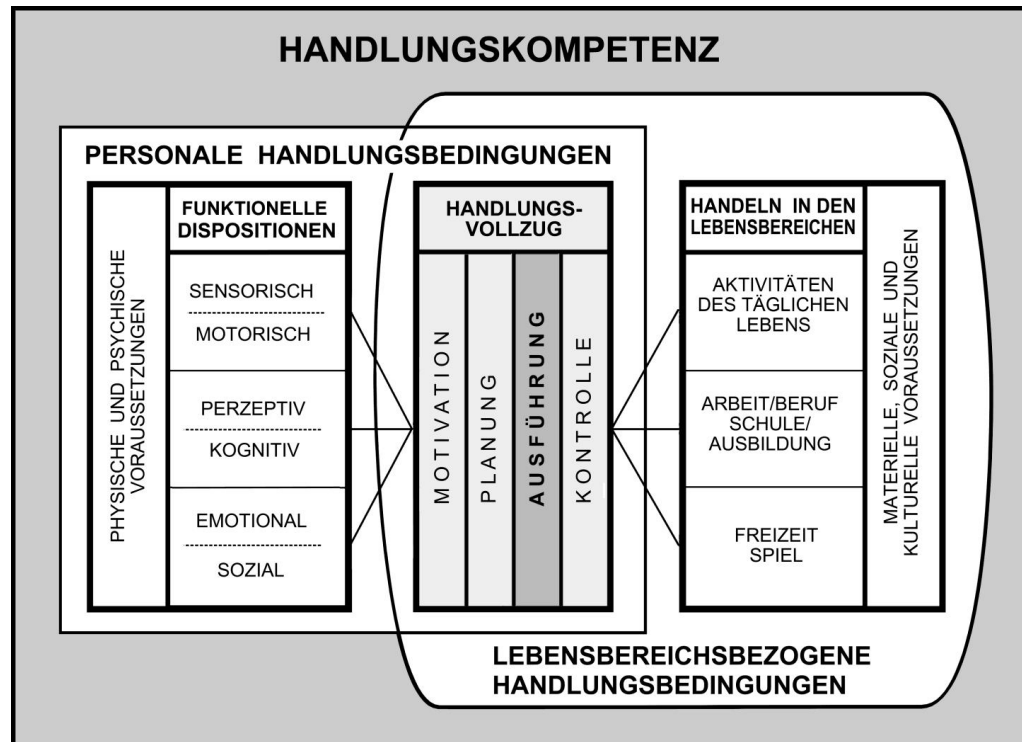 HANDLUNGSKOMPETENZ
PERSONALE HANDLUNGSBEDINGUNGEN
PHYSISCHE UND PSYCHISCHE
VORAUSSETZUNGEN
FUNKTIONELLE
DISPOSITIONEN
SENSORISCH
MOTORISCH
PERZEPTIV
KOGNITIV
EMOTIONAL
SOZIAL
HANDLUNGS-
VOLLZUG
MOTIVATION
PLANUNG
AUSFÜHRUNG
KONTROLLE
HANDELN IN DEN
LEBENSBEREICHEN
AKTIVITÄTEN
DES TÄGLICHEN
LEBENS
ARBEIT/BERUF
SCHULE/
AUSBILDUNG
FREIZEIT
SPIEL
MATERIELLE, SOZIALE UND
KULTURELLE VORAUSSETZUNGEN
LEBENSBEREICHSBEZOGENE
HANDLUNGSBEDINGUNGEN